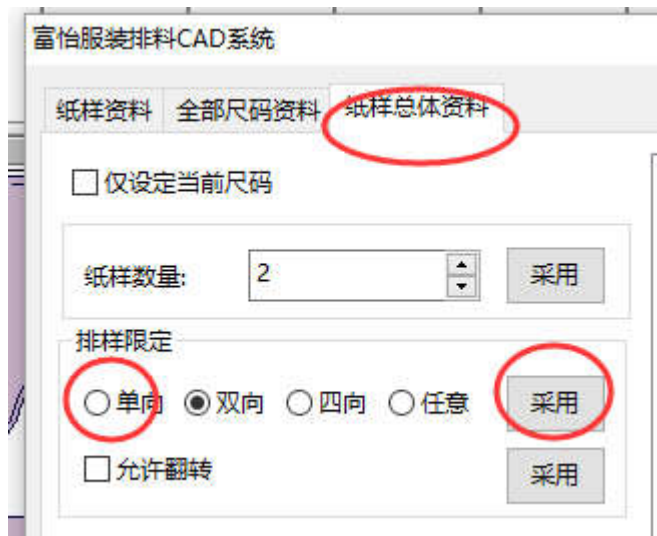 富怡服装排料CAD系统
纸样资料 全部尺码资料 纸样总体资料
仅设定当前尺码
纸样数量: 2 采用
排样限定
单向 双向 四向 任意 采用
允许翻转 采用